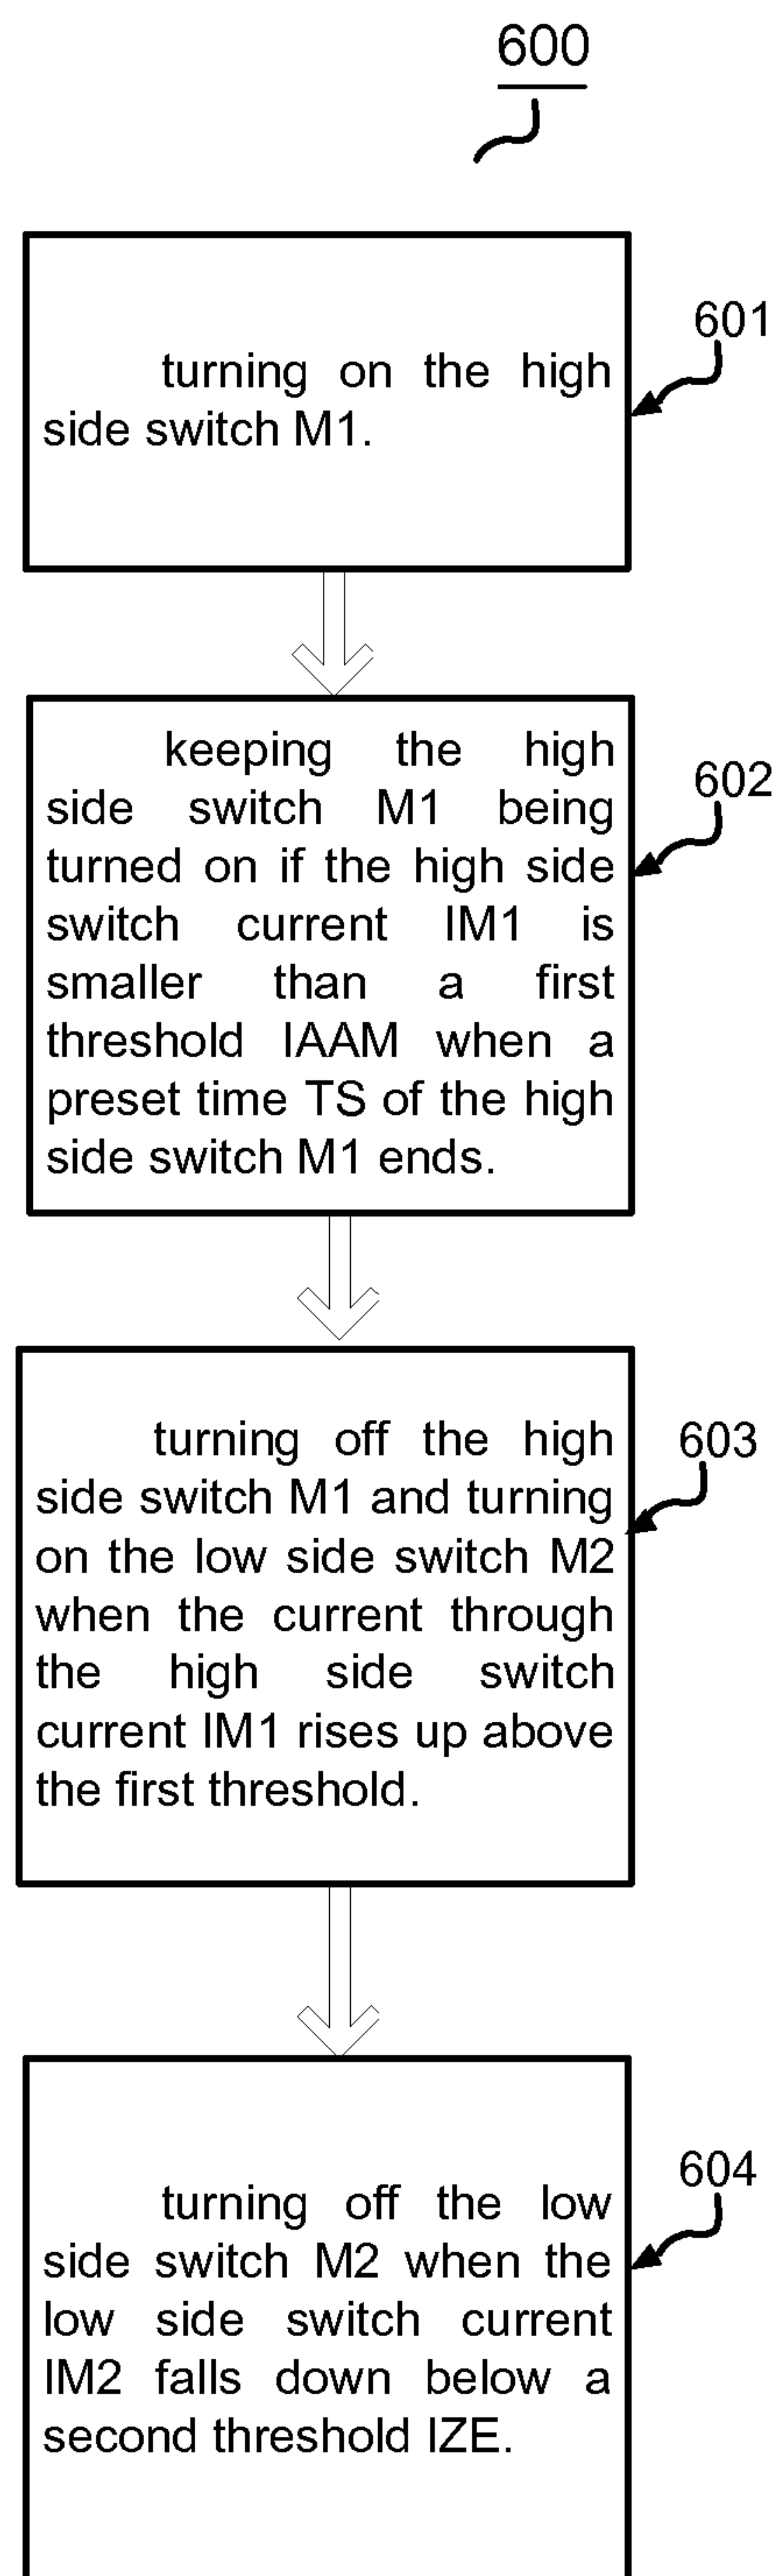 600
601
turning on the high
side switch M1.
602
keeping the high
side switch M1 being
turned on if the high side
switch current IM1 is
smaller than a first
threshold IAAM when a
preset time TS of the high
side switch M1 ends.
603
turning off the high
side switch M1 and turning
on the low side switch M2
when the current through
the high side switch
current IM1 rises up above
the first threshold.
604
turning off the low
side switch M2 when the
low side switch current
IM2 falls down below a
second threshold IZE.